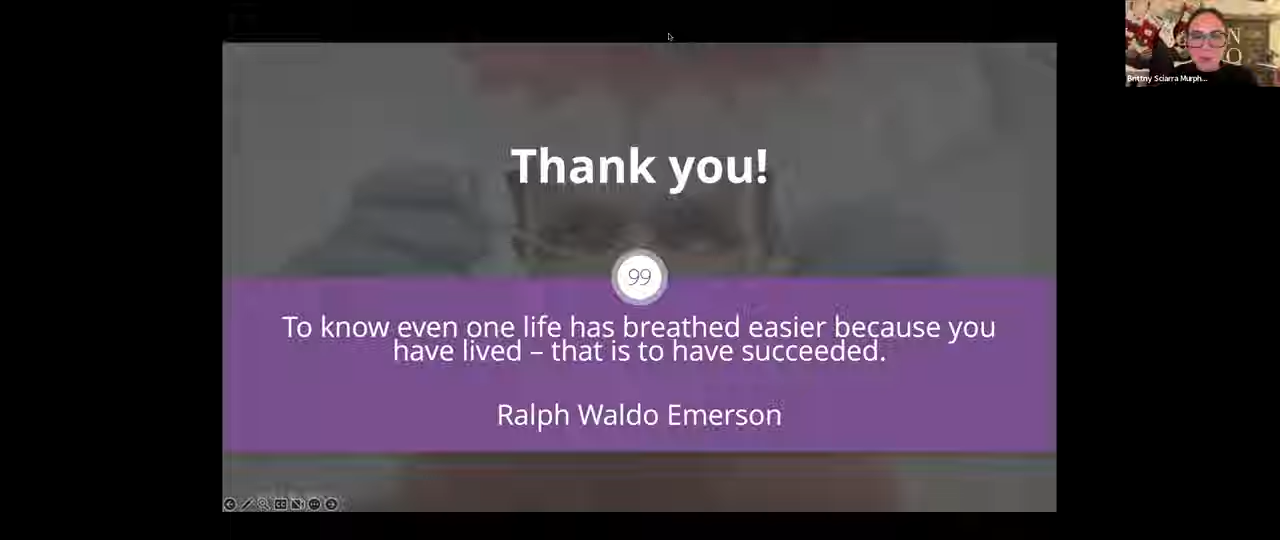 Thank you!
99
To know even one life has breathed easier because you
have lived – that is to have succeeded.
Ralph Waldo Emerson
Brittny Sciarra Murph...
N
O